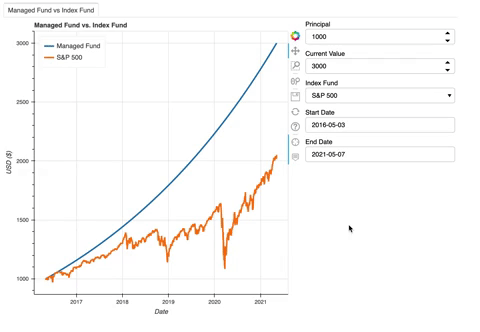 Managed Fund vs Index Fund
Managed Fund vs. Index Fund
Managed Fund
S&P 500
3000
2500
2000
1500
1000
USD ($)
2017 2018 2019 2020 2021
Date
Principal
1000
Current Value
3000
Index Fund
S&P 500
Start Date
2016-05-03
End Date
2021-05-07